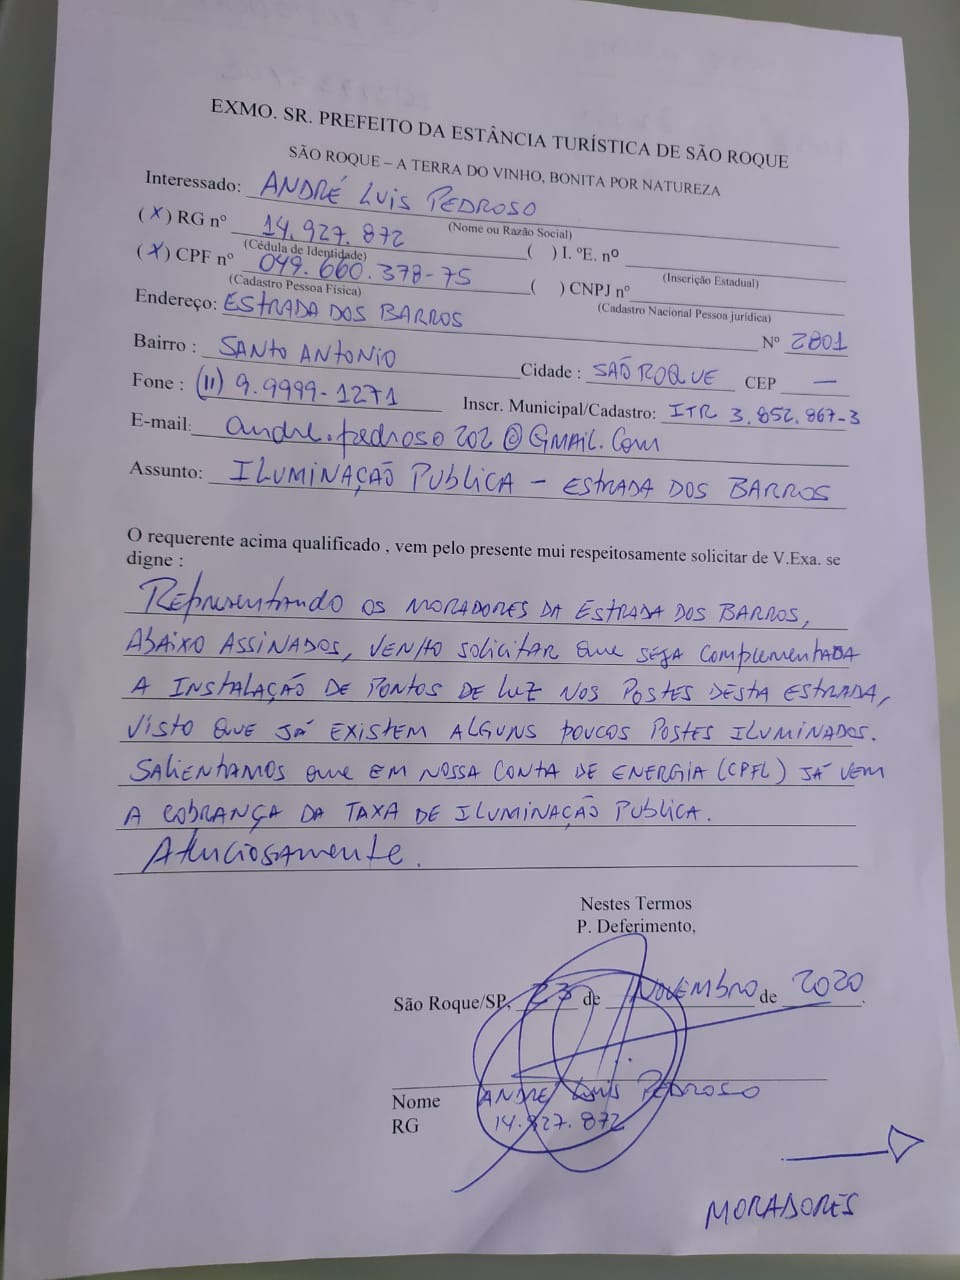 EXMO. SR. PREFEITO DA ESTÂNCIA TURÍSTICA DE SÃO ROQUE
SÃO ROQUE – A TERRA DO VINHO, BONITA POR NATUREZA
Interessado: ANDRÉ LUIS PEDROSO
(Nome ou Razão Social)
(X) RG nº 14.927.872 ( ) I. ºE. nº
(Cédula de Identidade) (Inscrição Estadual)
(X) CPF nº 049.660.378-75 ( ) CNPJ nº
(Cadastro Pessoa Física) (Cadastro Nacional Pessoa jurídica)
Endereço: ESTRADA DOS BARROS Nº 2801
Bairro : SANTO ANTONIO Cidade : SAÕ ROQUE CEP —
Fone : (11) 9.9999-1271 Inscr. Municipal/Cadastro: ITR 3.852.867-3
E-mail: andre.pedroso202@GMAIL.Com
Assunto: ILUMINAÇÃO PUBLICA – ESTRADA DOS BARROS
O requerente acima qualificado , vem pelo presente mui respeitosamente solicitar de V.Exa. se
digne :
Representando OS MORADORES DA ESTRADA DOS BARROS,
ABAIXO ASSINADOS, VENHO SOLICITAR QUE SEJA COMPLEMENTADA
A INSTALAÇÃO DE PONTOS DE LUZ NOS POSTES DESTA ESTRADA,
VISTO QUE JÁ EXISTEM ALGUNS POUCOS POSTES ILUMINADOS.
SALIENTAMOS QUE EM NOSSA CONTA DE ENERGIA (CPFL) JÁ VEM
A COBRANÇA DA TAXA DE ILUMINAÇÃO PUBLICA.
Atenciosamente.
Nestes Termos
P. Deferimento,
São Roque/SP, 23 de NOVEMBRO de 2020.
Nome ANDRE LUIS PEDROSO
RG 14.927.872
MORADORES